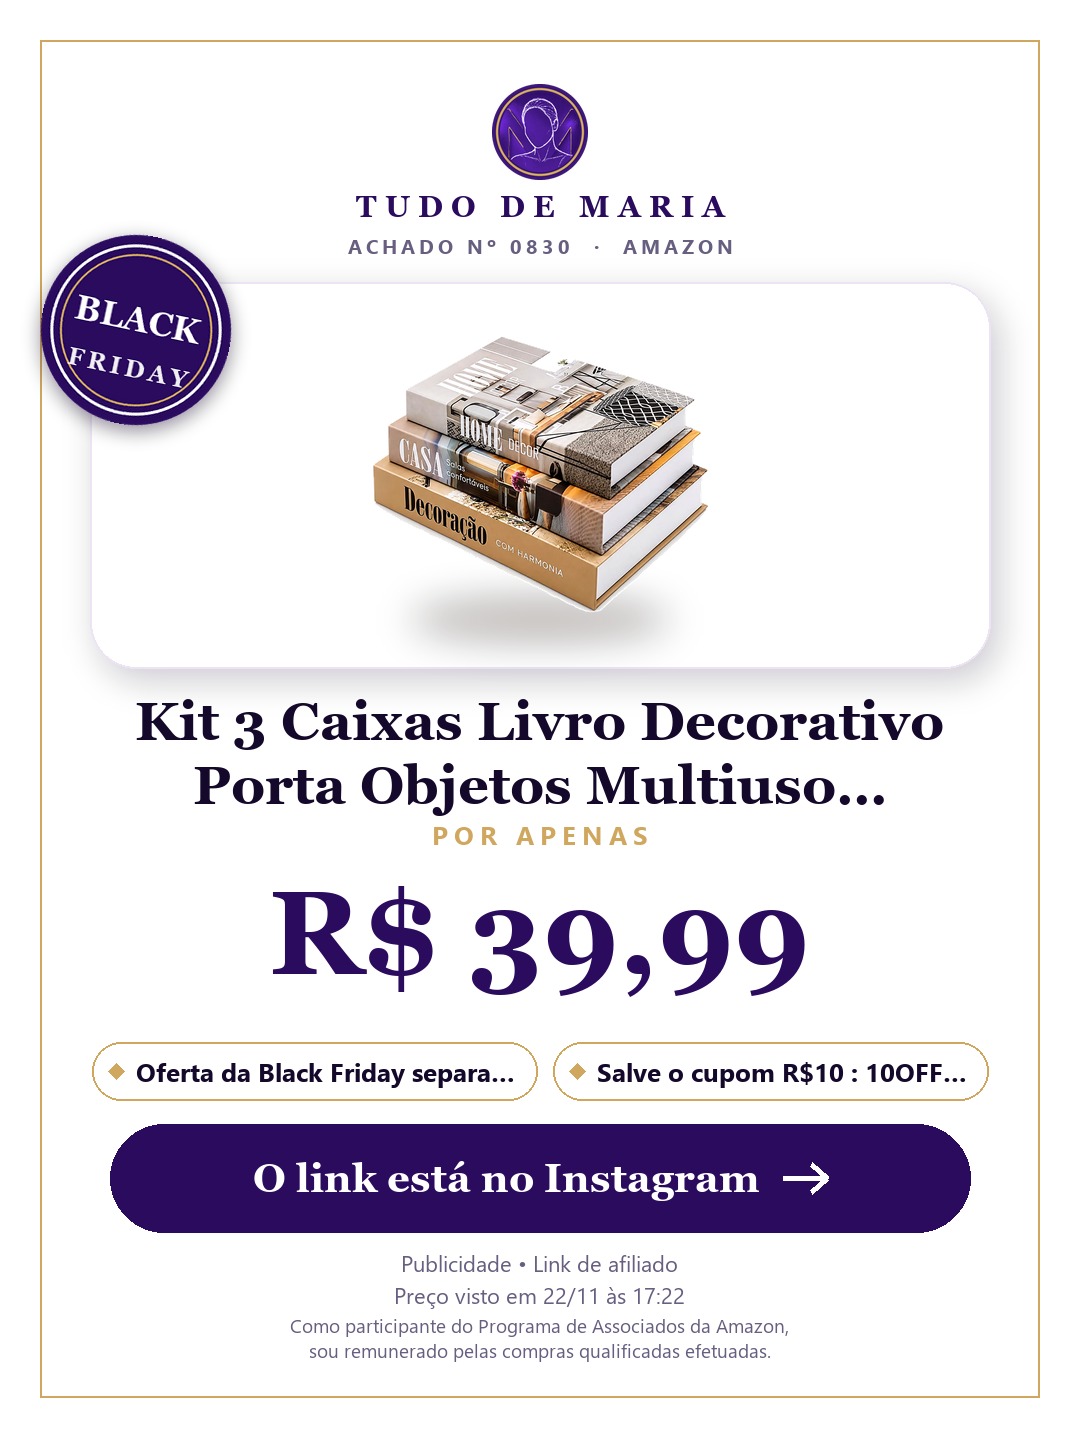 TUDO DE MARIA
ACHADO Nº 0830 · AMAZON
BLACK
FRIDAY
HOME
HOME DECOR
CASA Salas
confortáveis
Decoração COM HARMONIA
Kit 3 Caixas Livro Decorativo
Porta Objetos Multiuso...
POR APENAS
R$ 39,99
Oferta da Black Friday separa...
Salve o cupom R$10 : 10OFF...
O link está no Instagram →
Publicidade • Link de afiliado
Preço visto em 22/11 às 17:22
Como participante do Programa de Associados da Amazon,
sou remunerado pelas compras qualificadas efetuadas.